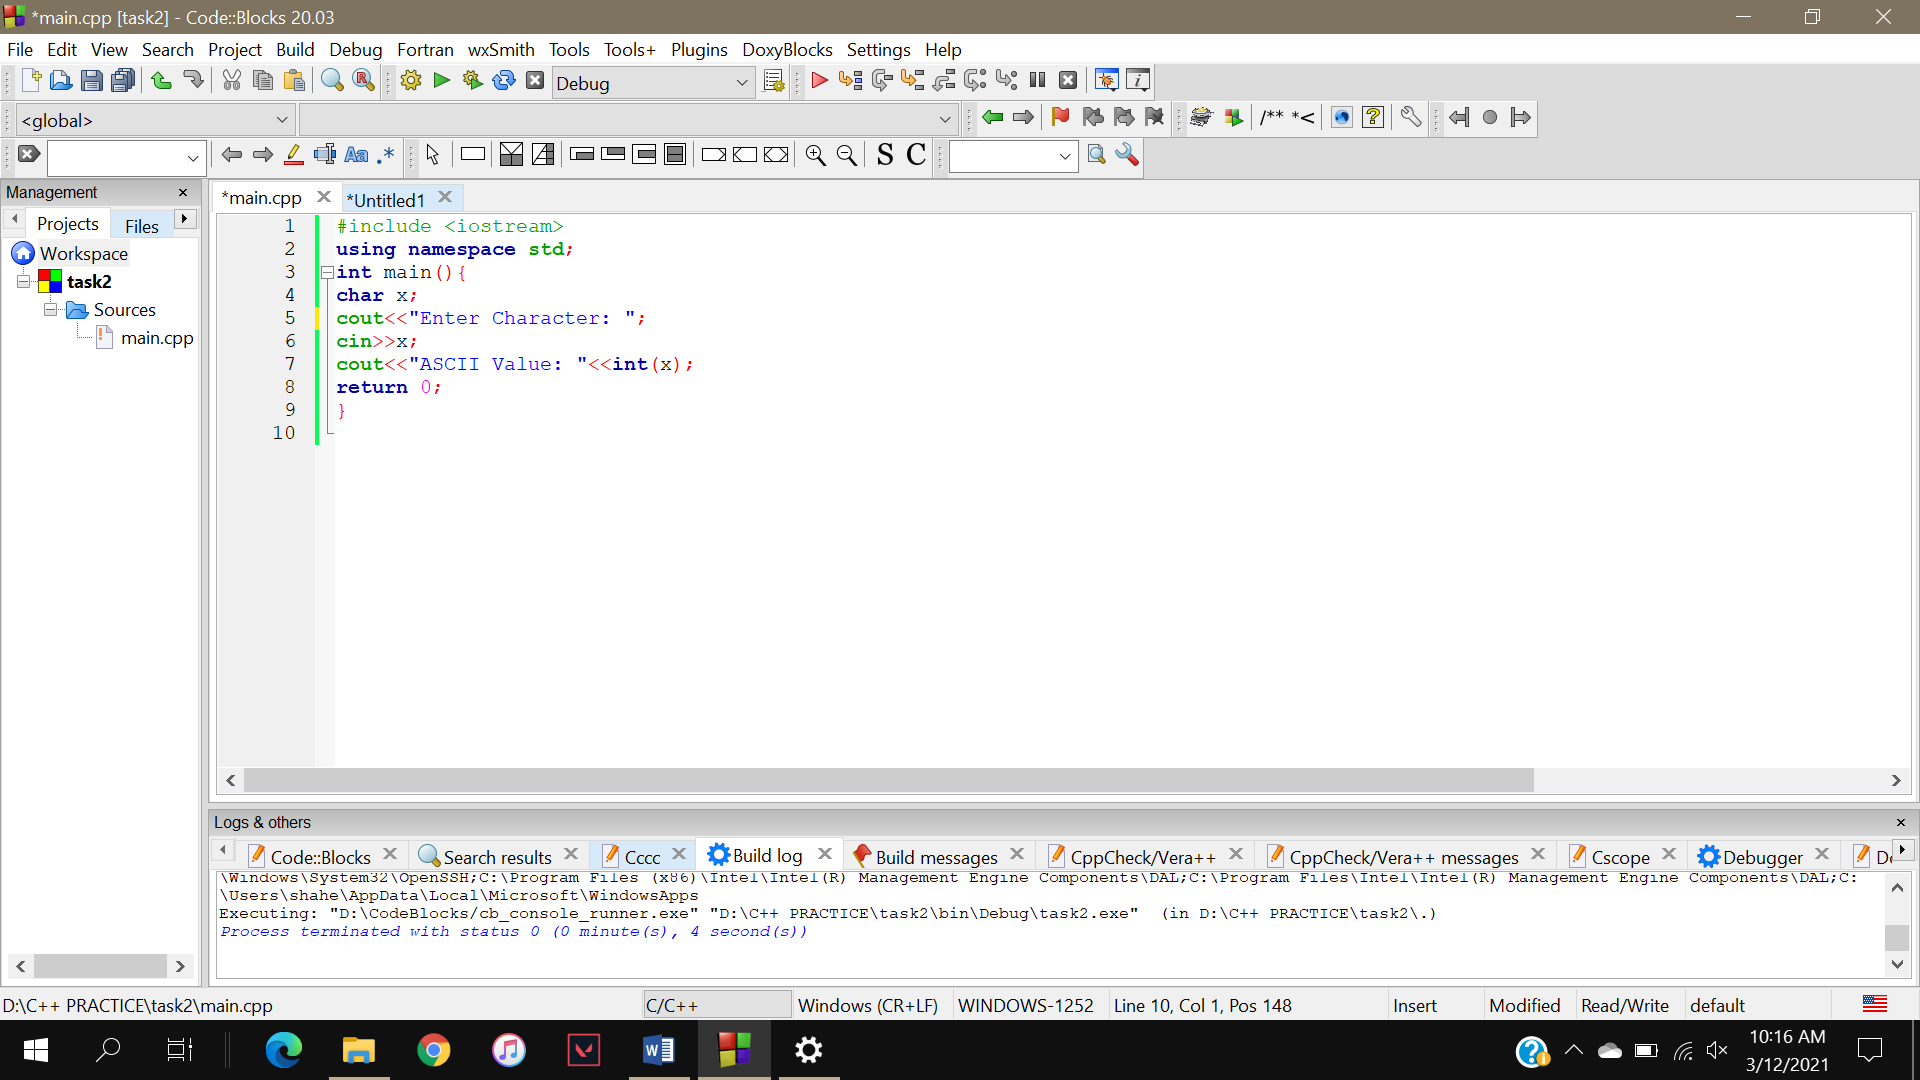 *main.cpp [task2] - Code::Blocks 20.03
File Edit View Search Project Build Debug Fortran wxSmith Tools Tools+ Plugins DoxyBlocks Settings Help
Debug
<global>
/** *<
Aa .* S C
Management
Projects Files
Workspace
task2
Sources
main.cpp
*main.cpp *Untitled1
1 #include <iostream>
2 using namespace std;
3 int main(){
4 char x;
5 cout<<"Enter Character: ";
6 cin>>x;
7 cout<<"ASCII Value: "<<int(x);
8 return 0;
9 }
10
Logs & others
Code::Blocks Search results Cccc Build log Build messages CppCheck/Vera++ CppCheck/Vera++ messages Cscope Debugger
\Windows\System32\OpenSSH;C:\Program Files (x86)\Intel\Intel(R) Management Engine Components\DAL;C:\Program Files\Intel\Intel(R) Management Engine Components\DAL;C:
\Users\shahe\AppData\Local\Microsoft\WindowsApps
Executing: "D:\CodeBlocks/cb_console_runner.exe" "D:\C++ PRACTICE\task2\bin\Debug\task2.exe" (in D:\C++ PRACTICE\task2\.)
Process terminated with status 0 (0 minute(s), 4 second(s))
D:\C++ PRACTICE\task2\main.cpp C/C++ Windows (CR+LF) WINDOWS-1252 Line 10, Col 1, Pos 148 Insert Modified Read/Write default
10:16 AM
3/12/2021